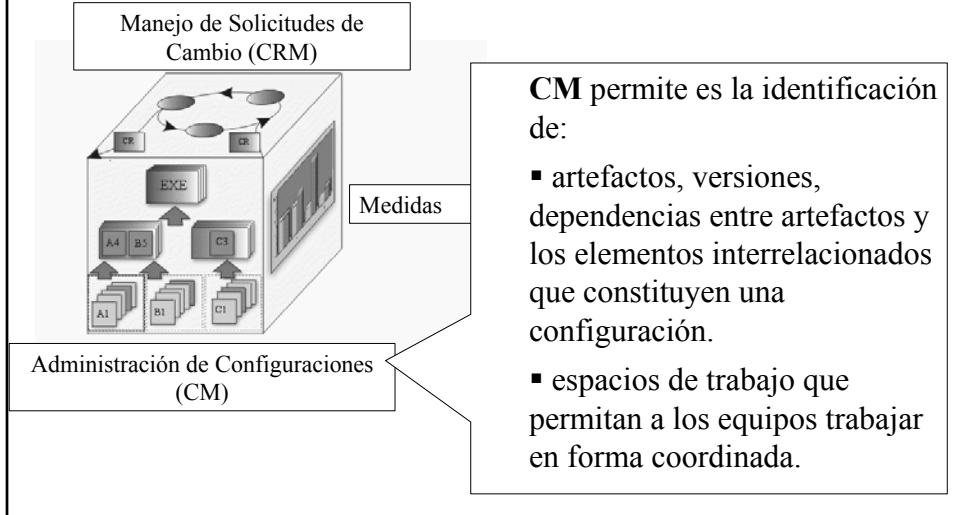 Manejo de Solicitudes de
Cambio (CRM)
CR
CR
EXE
A4
B5
C3
A1
B1
C1
Medidas
Administración de Configuraciones
(CM)
CM permite es la identificación
de:
▪ artefactos, versiones,
dependencias entre artefactos y
los elementos interrelacionados
que constituyen una
configuración.
▪ espacios de trabajo que
permitan a los equipos trabajar
en forma coordinada.